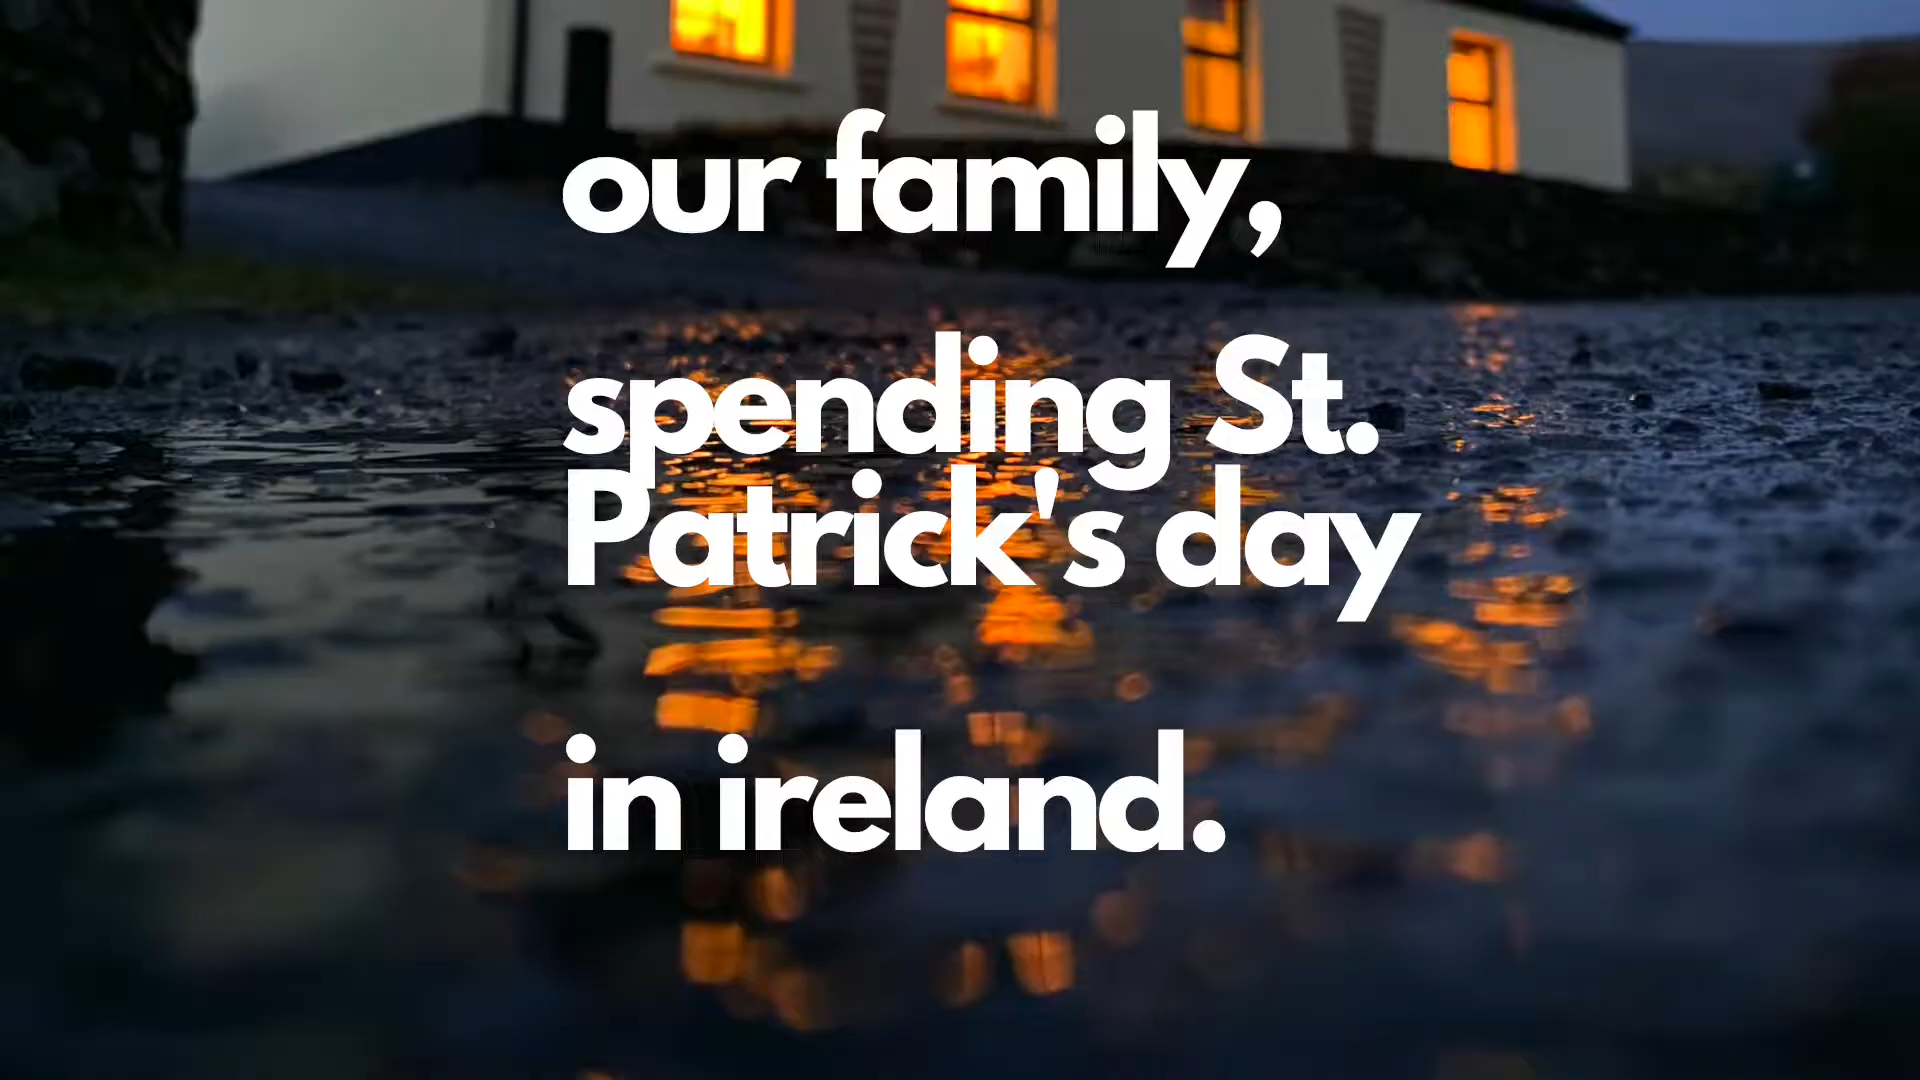 our family,
spending St.
Patrick's day
in ireland.